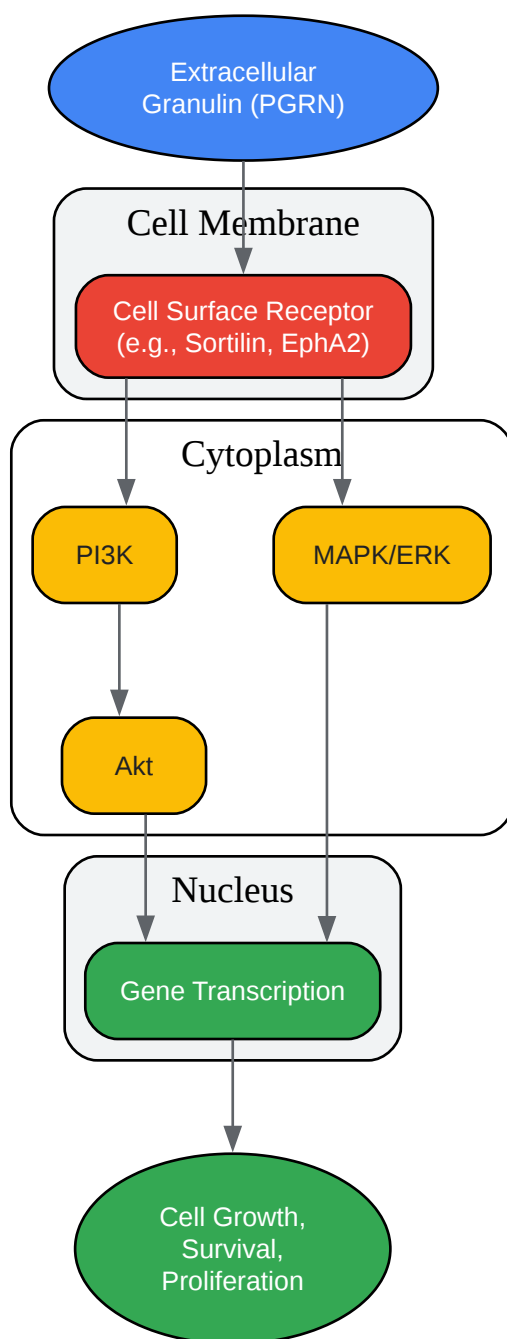 Extracellular
Granulin (PGRN)
Cell Membrane
Cell Surface Receptor
(e.g., Sortilin, EphA2)
Cytoplasm
PI3K
MAPK/ERK
Akt
Nucleus
Gene Transcription
Cell Growth,
Survival,
Proliferation